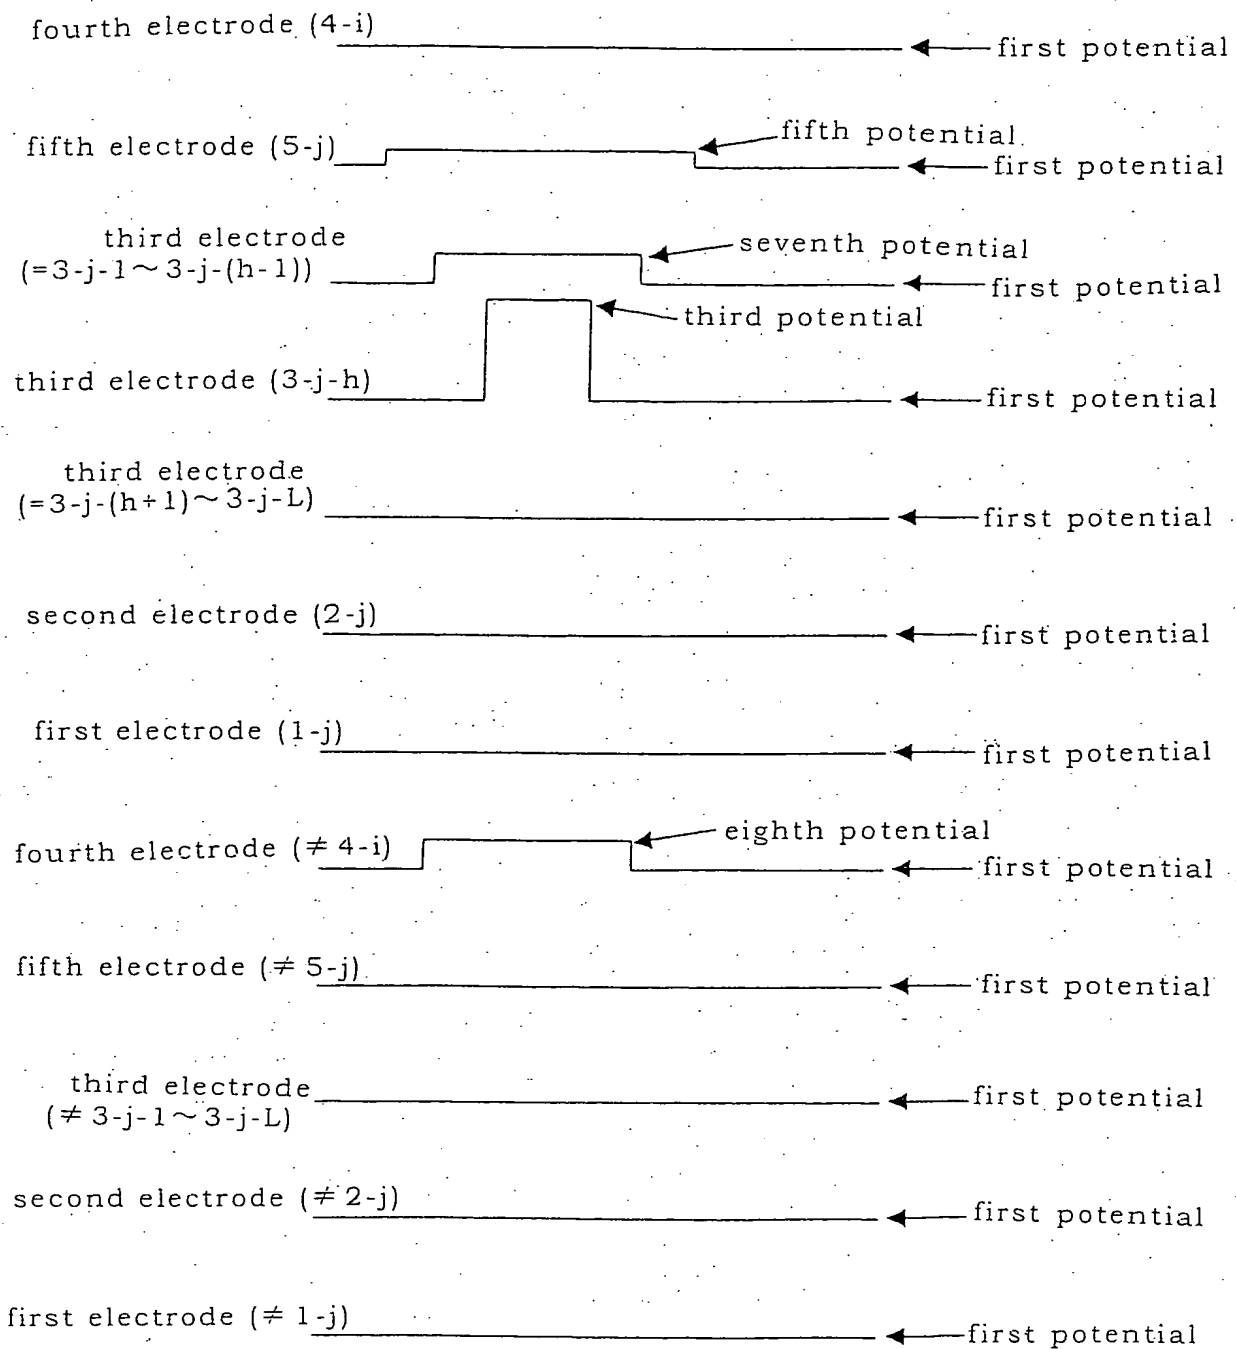 fourth electrode (4-i)
first potential
fifth electrode (5-j)
fifth potential
first potential
third electrode
(=3-j-1～3-j-(h-1))
seventh potential
first potential
third potential
third electrode (3-j-h)
first potential
third electrode
(=3-j-(h+1)～3-j-L)
first potential
second electrode (2-j)
first potential
first electrode (1-j)
first potential
fourth electrode (≠ 4-i)
eighth potential
first potential
fifth electrode (≠ 5-j)
first potential
third electrode
(≠ 3-j-1～3-j-L)
first potential
second electrode (≠ 2-j)
first potential
first electrode (≠ 1-j)
first potential